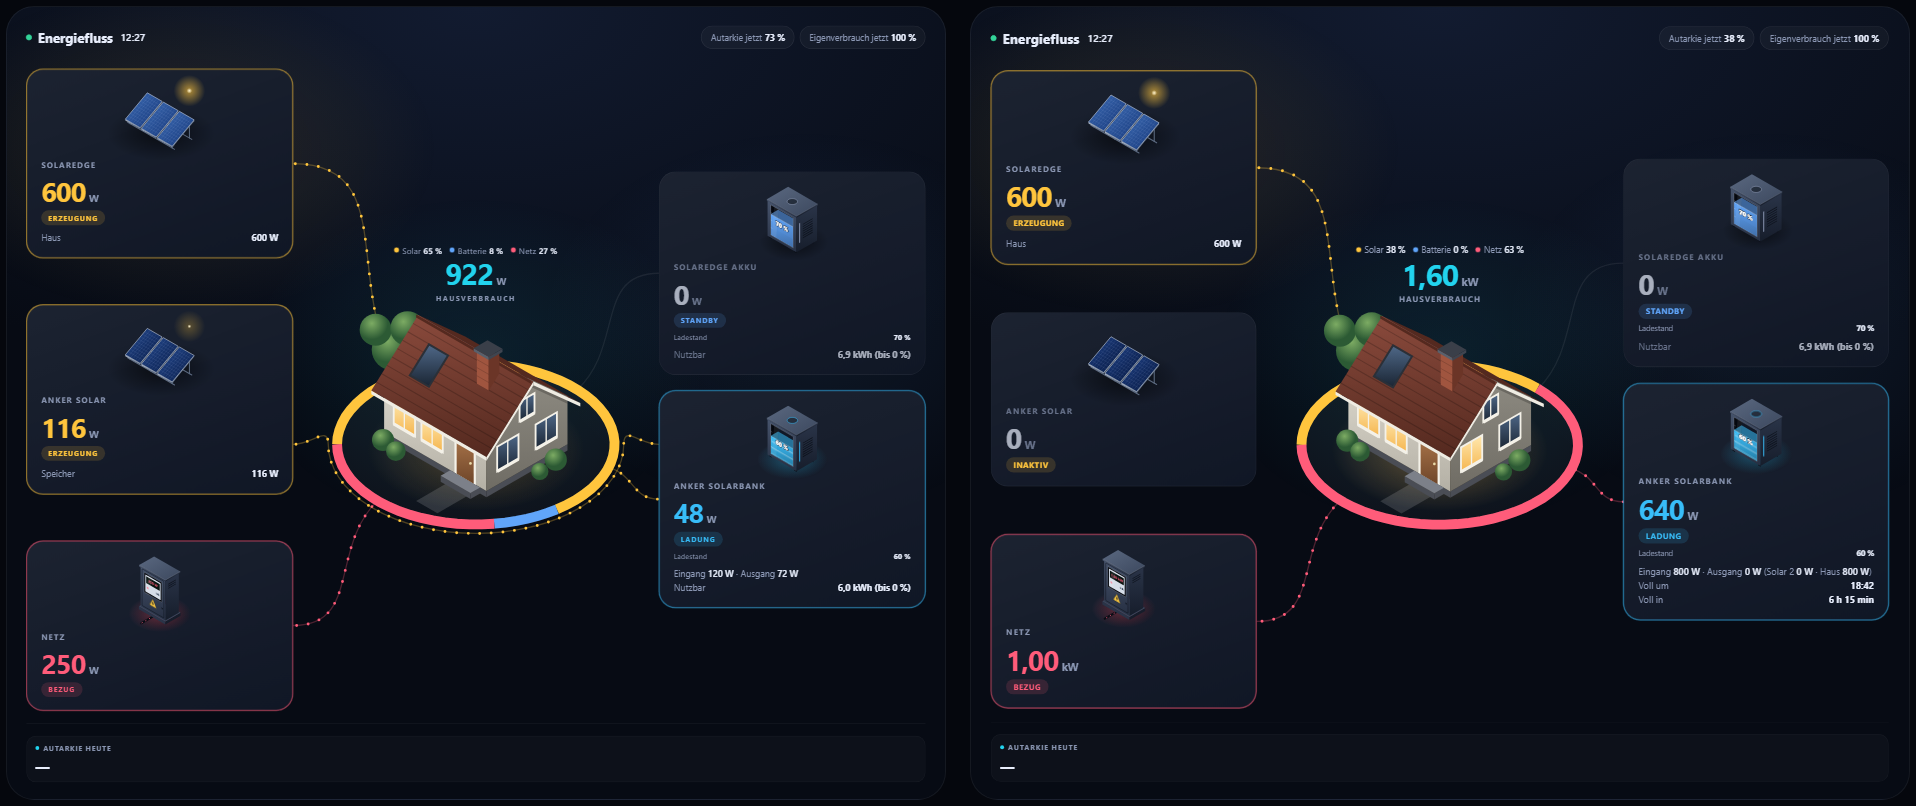 Energiefluss 12:27
Autarkie jetzt 73 %
Eigenverbrauch jetzt 100 %
SOLAREDGE
600 W
ERZEUGUNG
Haus 600 W
ANKER SOLAR
116 W
ERZEUGUNG
Speicher 116 W
NETZ
250 W
BEZUG
Solar 65 % Batterie 8 % Netz 27 %
922 W
HAUSVERBRAUCH
70 %
SOLAREDGE AKKU
0 W
STANDBY
Ladestand 70 %
Nutzbar 6,9 kWh (bis 0 %)
60 %
ANKER SOLARBANK
48 W
LADUNG
Ladestand 60 %
Eingang 120 W · Ausgang 72 W
Nutzbar 6,0 kWh (bis 0 %)
AUTARKIE HEUTE
—
Energiefluss 12:27
Autarkie jetzt 38 %
Eigenverbrauch jetzt 100 %
SOLAREDGE
600 W
ERZEUGUNG
Haus 600 W
ANKER SOLAR
0 W
INAKTIV
NETZ
1,00 kW
BEZUG
Solar 38 % Batterie 0 % Netz 63 %
1,60 kW
HAUSVERBRAUCH
70 %
SOLAREDGE AKKU
0 W
STANDBY
Ladestand 70 %
Nutzbar 6,9 kWh (bis 0 %)
60 %
ANKER SOLARBANK
640 W
LADUNG
Ladestand 60 %
Eingang 800 W · Ausgang 0 W (Solar 2 0 W · Haus 800 W)
Voll um 18:42
Voll in 6 h 15 min
AUTARKIE HEUTE
—